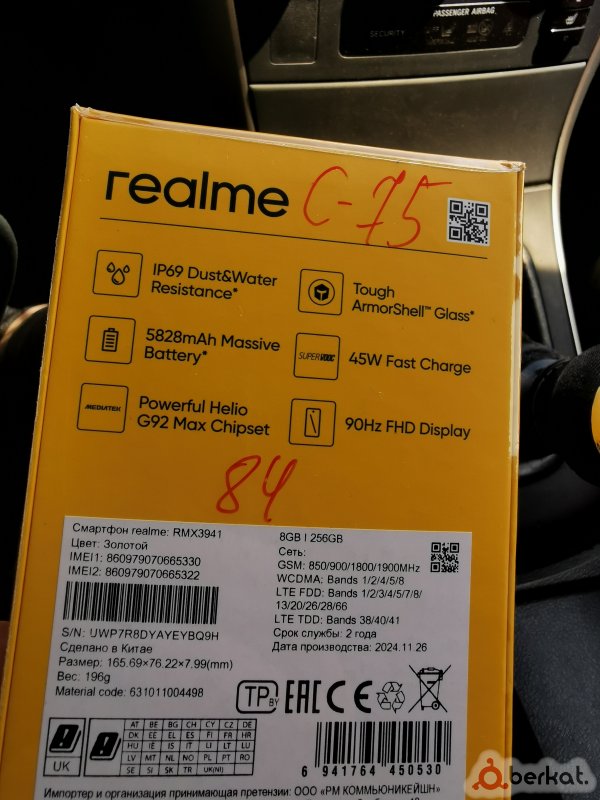 PASSENGER AIRBAG
SECURITY
realme C-75
IP69 Dust&Water
Resistance*
Tough
ArmorShell™ Glass*
5828mAh Massive
Battery*
SUPERVOOC
45W Fast Charge
MEDIATEK
Powerful Helio
G92 Max Chipset
90Hz FHD Display
84
Смартфон realme: RMX3941
Цвет: Золотой
IMEI1: 860979070665330
IMEI2: 860979070665322
S/N: UWP7R8DYAYEYBQ9H
Сделано в Китае
Размер: 165.69×76.22×7.99(mm)
Вес: 196g
Material code: 631011004498
8GB | 256GB
Сеть:
GSM: 850/900/1800/1900MHz
WCDMA: Bands 1/2/4/5/8
LTE FDD: Bands 1/2/3/4/5/7/8/
13/20/26/28/66
LTE TDD: Bands 38/40/41
Срок службы: 2 года
Дата производства: 2024.11.26
TP BY EAC CE
UK
AT BE BG CH CY CZ DE
DK EE EL ES FI FR HR
HU IE IS IT LI LT LU
LV MT NL NO PL PT RO
SE SI SK TR UK(NI)
6 941764 450530
Импортер и организация принимающая претензии: ООО «РМ КОММЬЮНИКЕЙШН»
berkat.